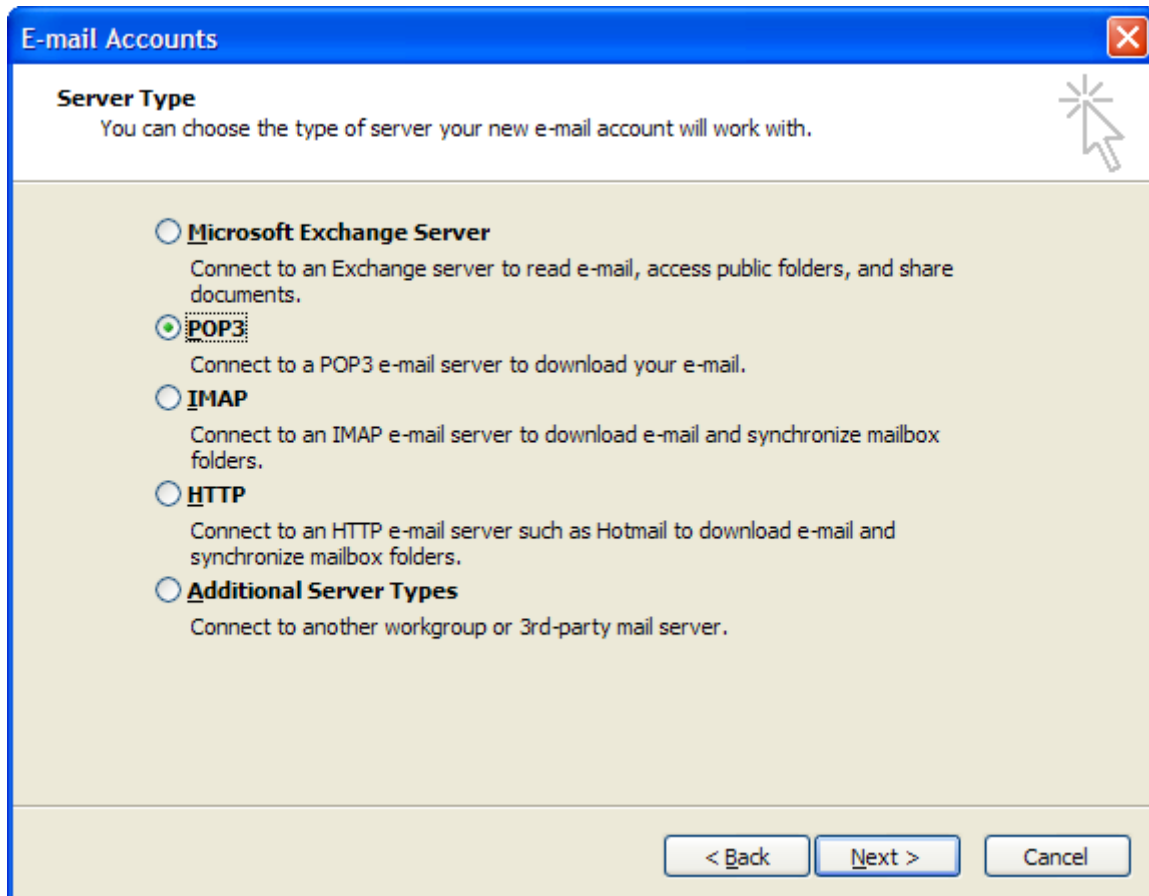 E-mail Accounts
Server Type
You can choose the type of server your new e-mail account will work with.
Microsoft Exchange Server
Connect to an Exchange server to read e-mail, access public folders, and share
documents.
POP3
Connect to a POP3 e-mail server to download your e-mail.
IMAP
Connect to an IMAP e-mail server to download e-mail and synchronize mailbox
folders.
HTTP
Connect to an HTTP e-mail server such as Hotmail to download e-mail and
synchronize mailbox folders.
Additional Server Types
Connect to another workgroup or 3rd-party mail server.
< Back Next > Cancel